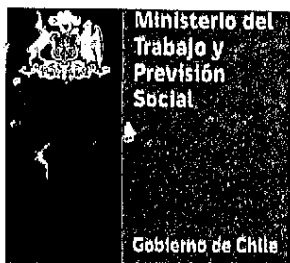 Ministerio del
Trabajo y
Previsión
Social
Gobierno de Chile